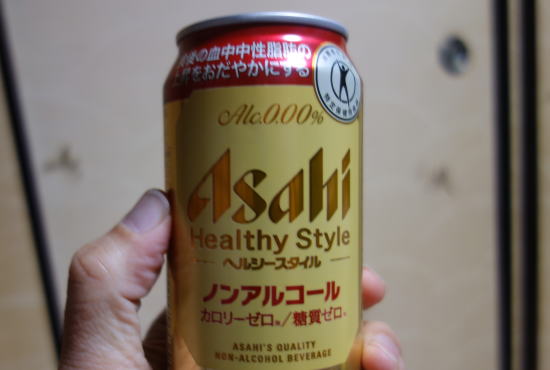 後の血中中性脂肪の
上昇をおだやかにする
Alc.0.00%
Asahi
Healthy Style
ヘルシースタイル
ノンアルコール
カロリーゼロ/糖質ゼロ
ASAHI'S QUALITY
NON-ALCOHOL BEVERAGE